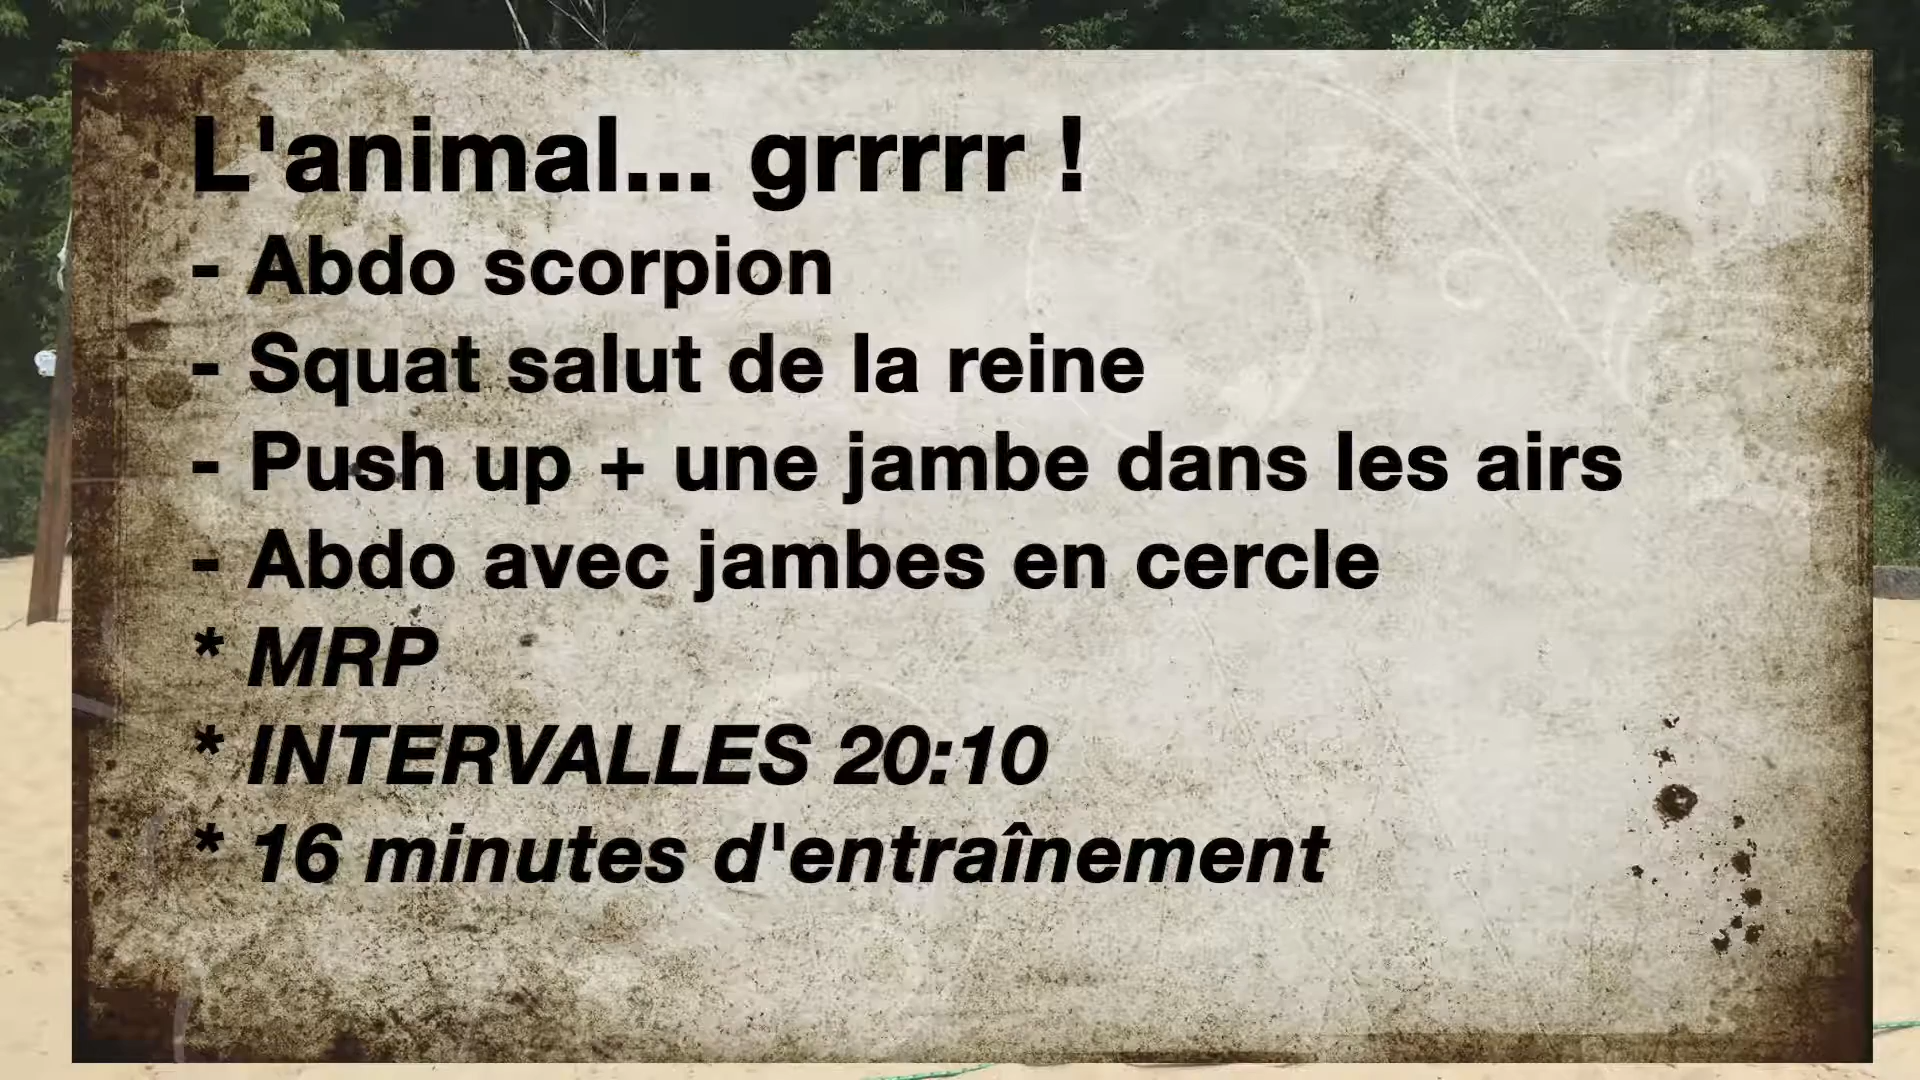 L'animal... grrrrr !
- Abdo scorpion
- Squat salut de la reine
- Push up + une jambe dans les airs
- Abdo avec jambes en cercle
* MRP
* INTERVALLES 20:10
* 16 minutes d'entraînement